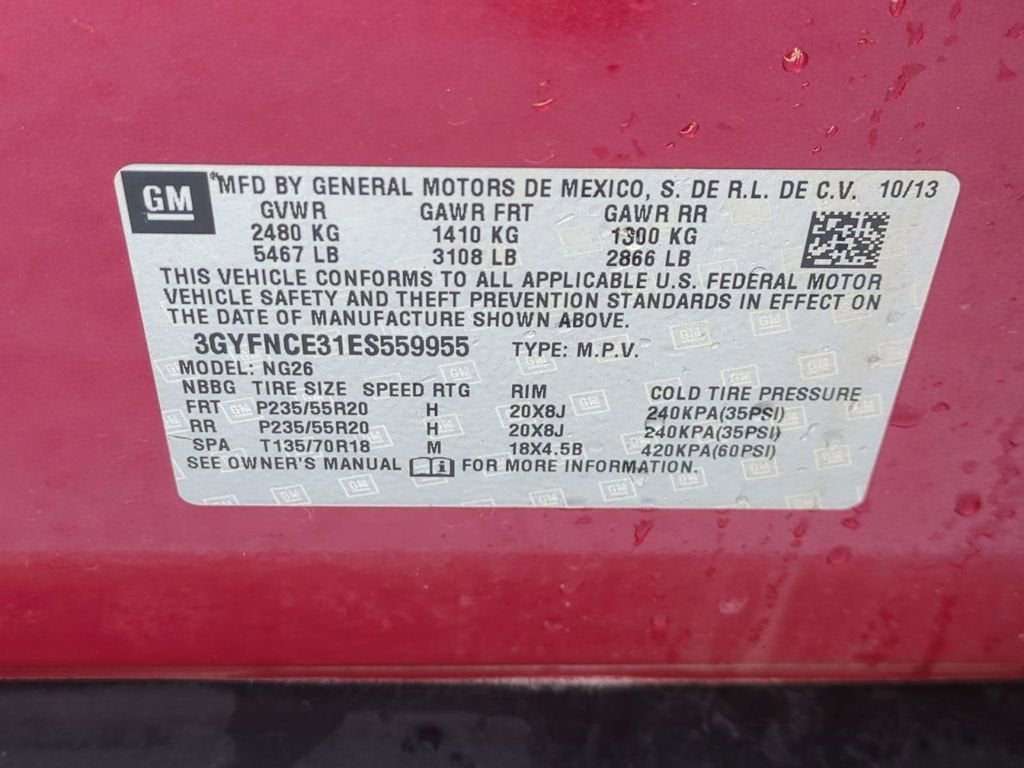 GM ® MFD BY GENERAL MOTORS DE MEXICO, S. DE R.L. DE C.V. 10/13
GVWR GAWR FRT GAWR RR
2480 KG 1410 KG 1300 KG
5467 LB 3108 LB 2866 LB
THIS VEHICLE CONFORMS TO ALL APPLICABLE U.S. FEDERAL MOTOR
VEHICLE SAFETY AND THEFT PREVENTION STANDARDS IN EFFECT ON
THE DATE OF MANUFACTURE SHOWN ABOVE.
3GYFNCE31ES559955 TYPE: M.P.V.
MODEL: NG26
NBBG TIRE SIZE SPEED RTG RIM COLD TIRE PRESSURE
FRT P235/55R20 H 20X8J 240KPA(35PSI)
RR P235/55R20 H 20X8J 240KPA(35PSI)
SPA T135/70R18 M 18X4.5B 420KPA(60PSI)
SEE OWNER'S MANUAL FOR MORE INFORMATION.